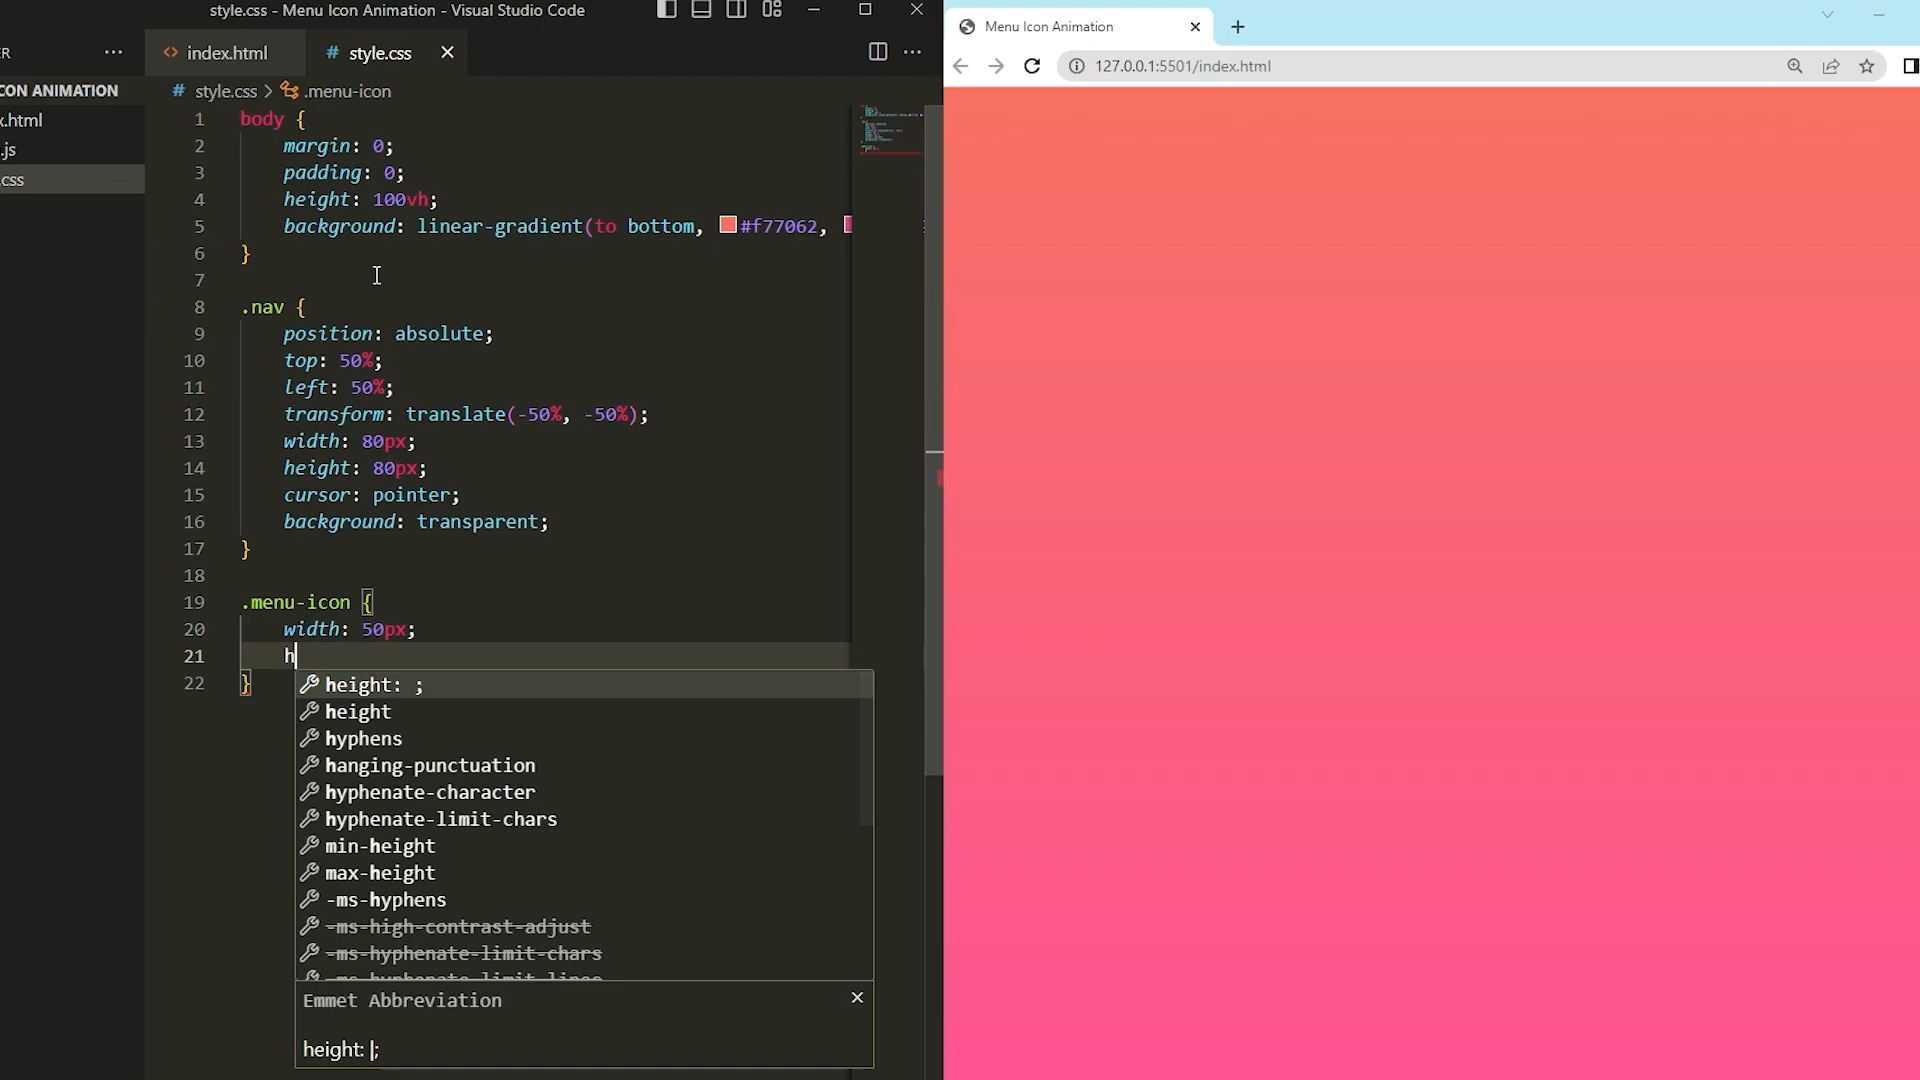 style.css - Menu Icon Animation - Visual Studio Code
R
index.html
# style.css
CON ANIMATION
# style.css > .menu-icon
x.html
.js
.css
1 body {
2 margin: 0;
3 padding: 0;
4 height: 100vh;
5 background: linear-gradient(to bottom, #f77062,
6 }
7
8 .nav {
9 position: absolute;
10 top: 50%;
11 left: 50%;
12 transform: translate(-50%, -50%);
13 width: 80px;
14 height: 80px;
15 cursor: pointer;
16 background: transparent;
17 }
18
19 .menu-icon {
20 width: 50px;
21 h
22 }
height: ;
height
hyphens
hanging-punctuation
hyphenate-character
hyphenate-limit-chars
min-height
max-height
-ms-hyphens
-ms-high-contrast-adjust
-ms-hyphenate-limit-chars
-ms-hyphenate-limit-lines
Emmet Abbreviation
height: |;
Menu Icon Animation
127.0.0.1:5501/index.html